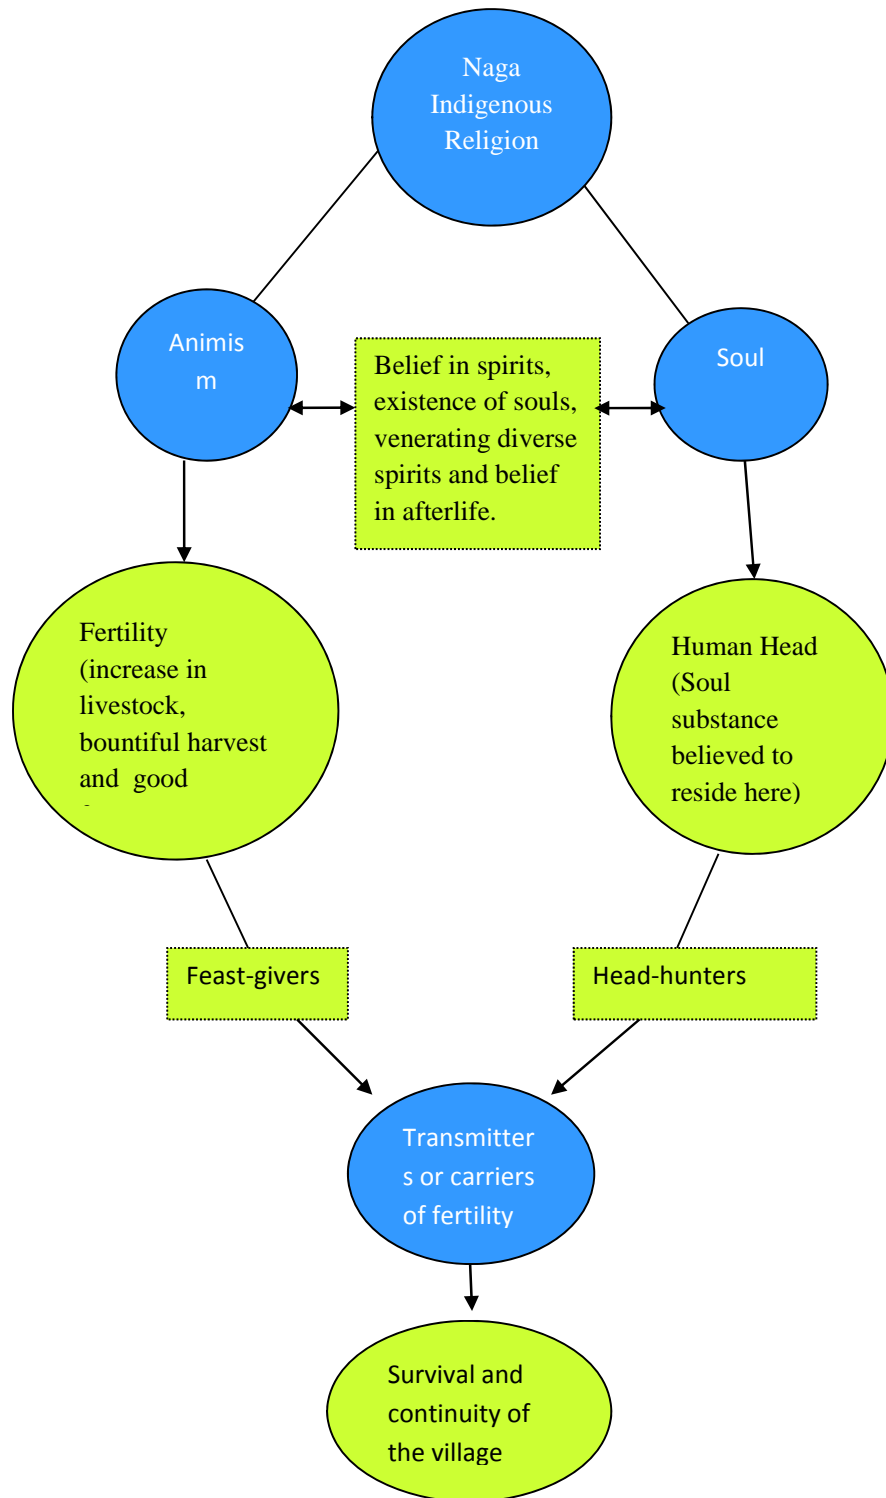 Naga
Indigenous
Religion
Animis
m
Belief in spirits,
existence of souls,
venerating diverse
spirits and belief
in afterlife.
Soul
Fertility
(increase in
livestock,
bountiful harvest
and good
Human Head
(Soul
substance
believed to
reside here)
Feast-givers
Head-hunters
Transmitter
s or carriers
of fertility
Survival and
continuity of
the village